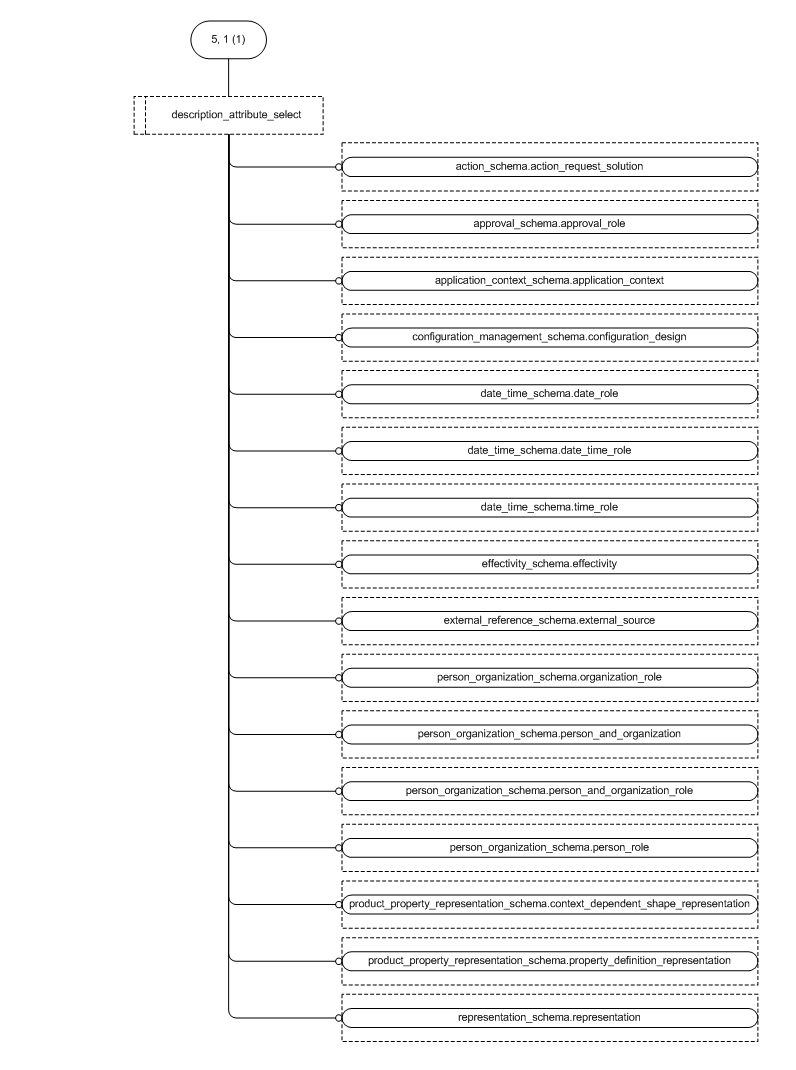 5, 1 (1)
description_attribute_select
action_schema.action_request_solution
approval_schema.approval_role
application_context_schema.application_context
configuration_management_schema.configuration_design
date_time_schema.date_role
date_time_schema.date_time_role
date_time_schema.time_role
effectivity_schema.effectivity
external_reference_schema.external_source
person_organization_schema.organization_role
person_organization_schema.person_and_organization
person_organization_schema.person_and_organization_role
person_organization_schema.person_role
product_property_representation_schema.context_dependent_shape_representation
product_property_representation_schema.property_definition_representation
representation_schema.representation